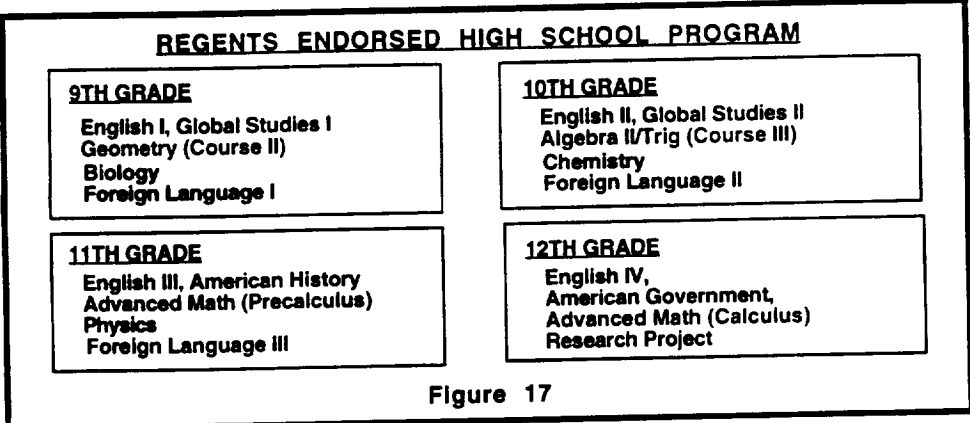 REGENTS ENDORSED HIGH SCHOOL PROGRAM
9TH GRADE
English I, Global Studies I
Geometry (Course II)
Biology
Foreign Language I
10TH GRADE
English II, Global Studies II
Algebra II/Trig (Course III)
Chemistry
Foreign Language II
11TH GRADE
English III, American History
Advanced Math (Precalculus)
Physics
Foreign Language III
12TH GRADE
English IV,
American Government,
Advanced Math (Calculus)
Research Project
Figure 17